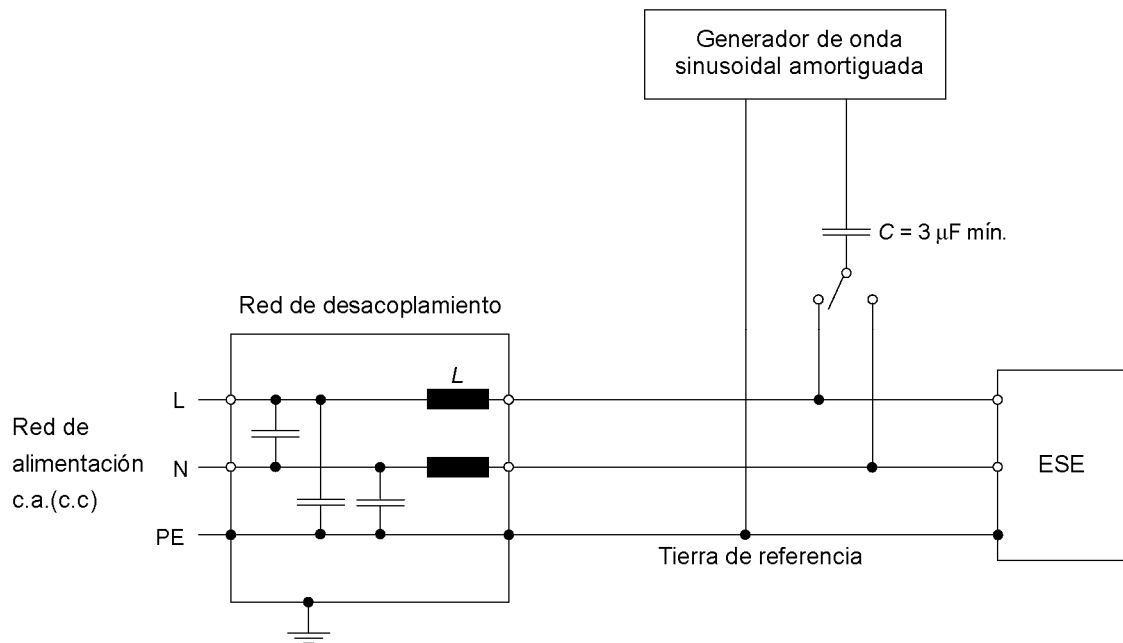 Generador de onda
sinusoidal amortiguada
C = 3 μF mín.
Red de desacoplamiento
L
L
Red de
alimentación
c.a.(c.c)
N
ESE
PE
Tierra de referencia